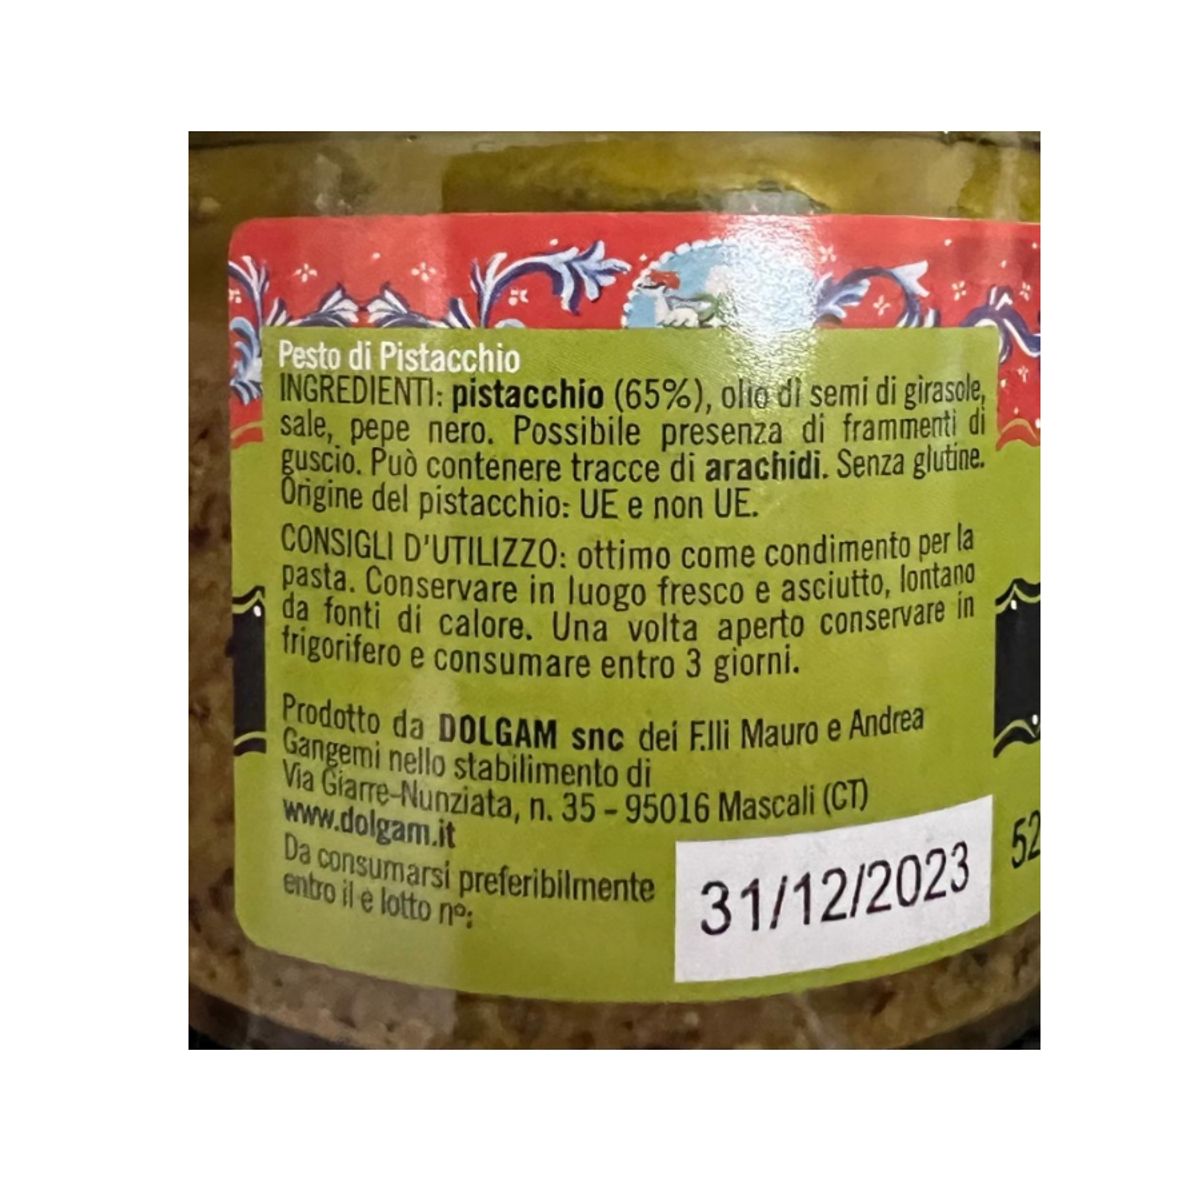 Pesto di Pistacchio
INGREDIENTI: pistacchio (65%), olio di semi di girasole,
sale, pepe nero. Possibile presenza di frammenti di
guscio. Può contenere tracce di arachidi. Senza glutine.
Origine del pistacchio: UE e non UE.
CONSIGLI D'UTILIZZO: ottimo come condimento per la
pasta. Conservare in luogo fresco e asciutto, lontano
da fonti di calore. Una volta aperto conservare in
frigorifero e consumare entro 3 giorni.
Prodotto da DOLGAM snc dei F.lli Mauro e Andrea
Gangemi nello stabilimento di
Via Giarre-Nunziata, n. 35 - 95016 Mascali (CT)
www.dolgam.it
Da consumarsi preferibilmente
entro il e lotto n°:
31/12/2023
52